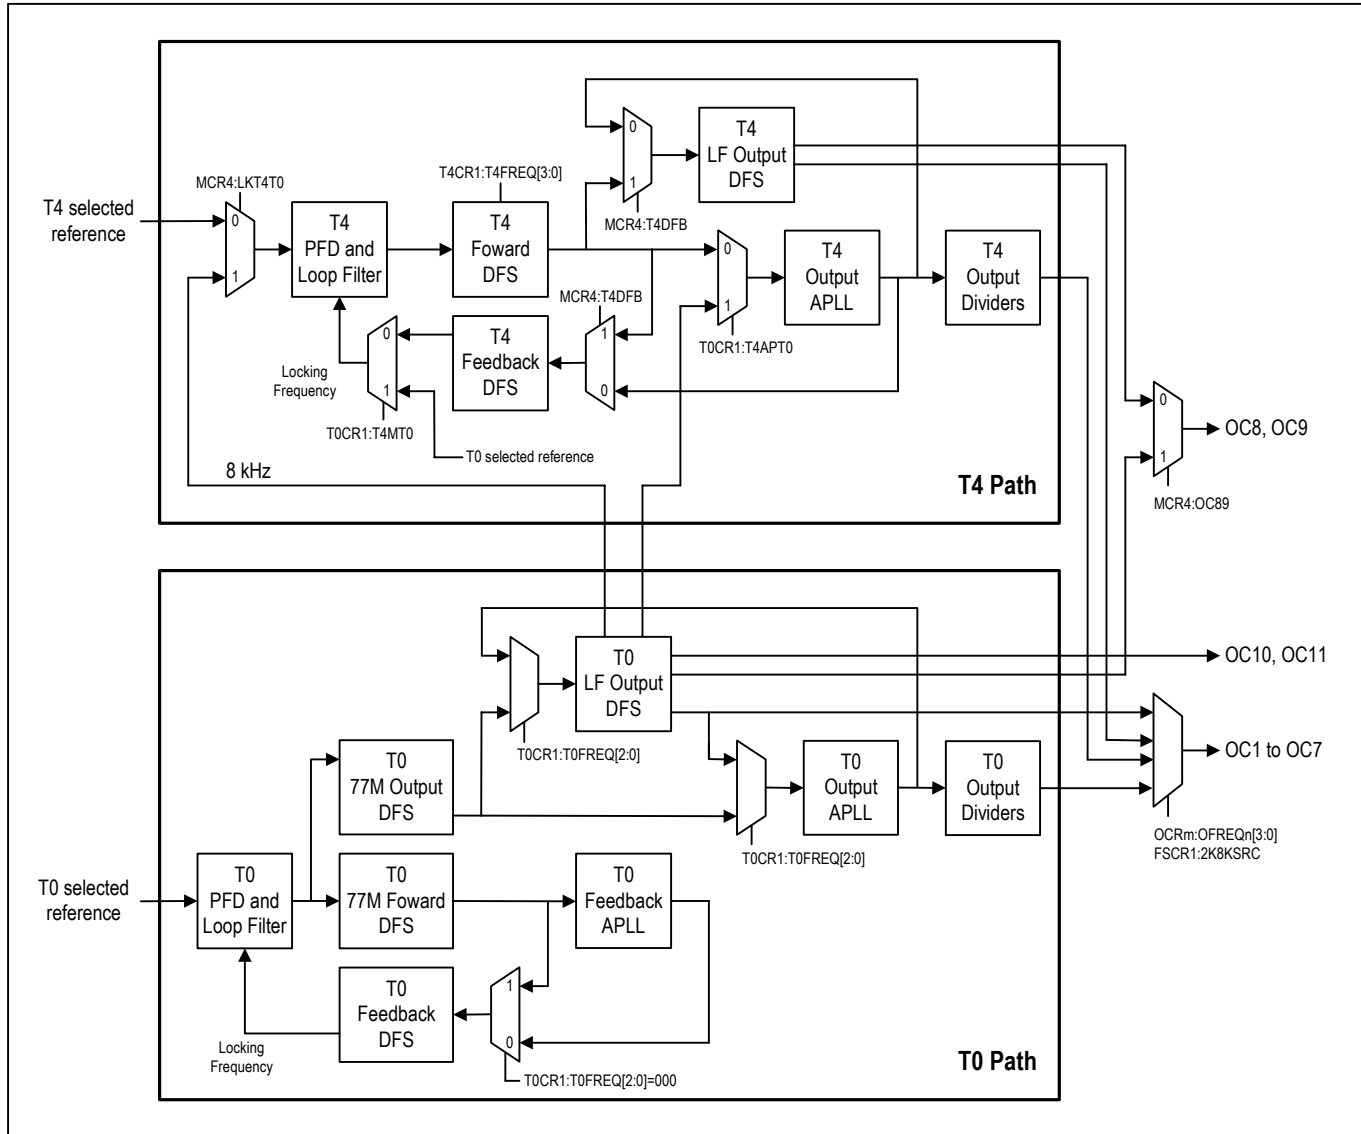 T4 selected
reference
MCR4:LKT4T0
0
1
T4
PFD and
Loop Filter
T4CR1:T4FREQ[3:0]
T4
Foward
DFS
0
1
MCR4:T4DFB
T4
LF Output
DFS
0
1
T0CR1:T4APT0
T4
Output
APLL
T4
Output
Dividers
MCR4:T4DFB
1
0
T4
Feedback
DFS
0
1
T0CR1:T4MT0
Locking
Frequency
T0 selected reference
8 kHz
T4 Path
0
1
MCR4:OC89
OC8, OC9
T0
LF Output
DFS
T0CR1:T0FREQ[2:0]
OC10, OC11
T0
77M Output
DFS
T0CR1:T0FREQ[2:0]
T0
Output
APLL
T0
Output
Dividers
OC1 to OC7
OCRm:OFREQn[3:0]
FSCR1:2K8KSRC
T0 selected
reference
T0
PFD and
Loop Filter
T0
77M Foward
DFS
T0
Feedback
APLL
T0
Feedback
DFS
1
0
Locking
Frequency
T0CR1:T0FREQ[2:0]=000
T0 Path